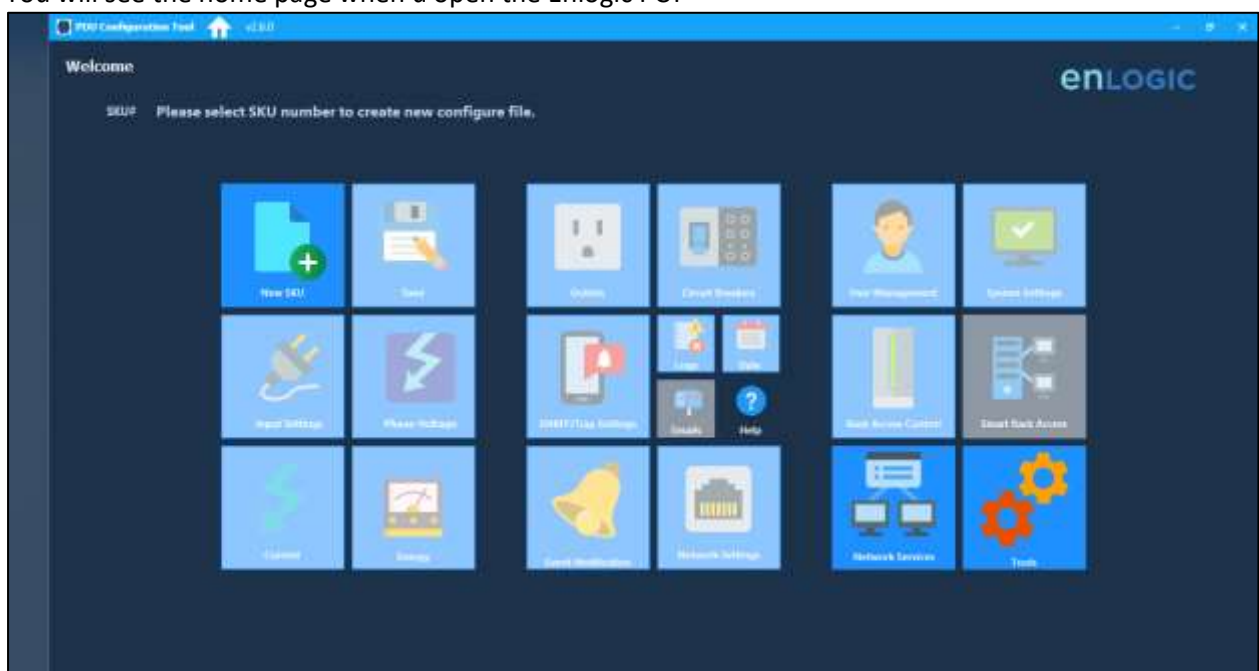 You will see the home page when a open the Enlogic PU.
PDU Configuration Tool v2.8.0
Welcome
enLOGIC
SKU# Please select SKU number to create new configure file.
New SKU Save Outlets Circuit Breakers User Management System Settings
Logs Date
Input Settings Phase Voltage SNMP/Trap Settings Emails Help Rack Access Control Smart Rack Access
Current Energy Event Notification Network Settings Network Services Tools